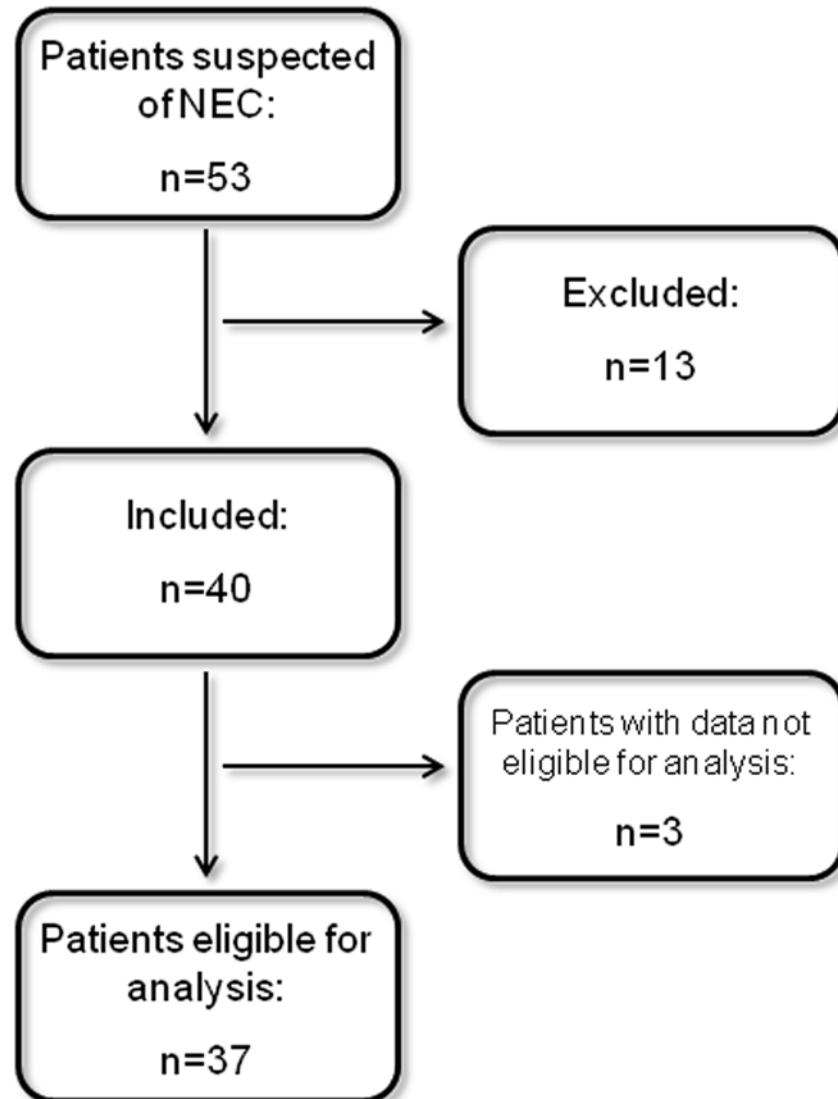 Patients suspected
of NEC:
n=53
Excluded:
n=13
Included:
n=40
Patients with data not
eligible for analysis:
n=3
Patients eligible for
analysis:
n=37